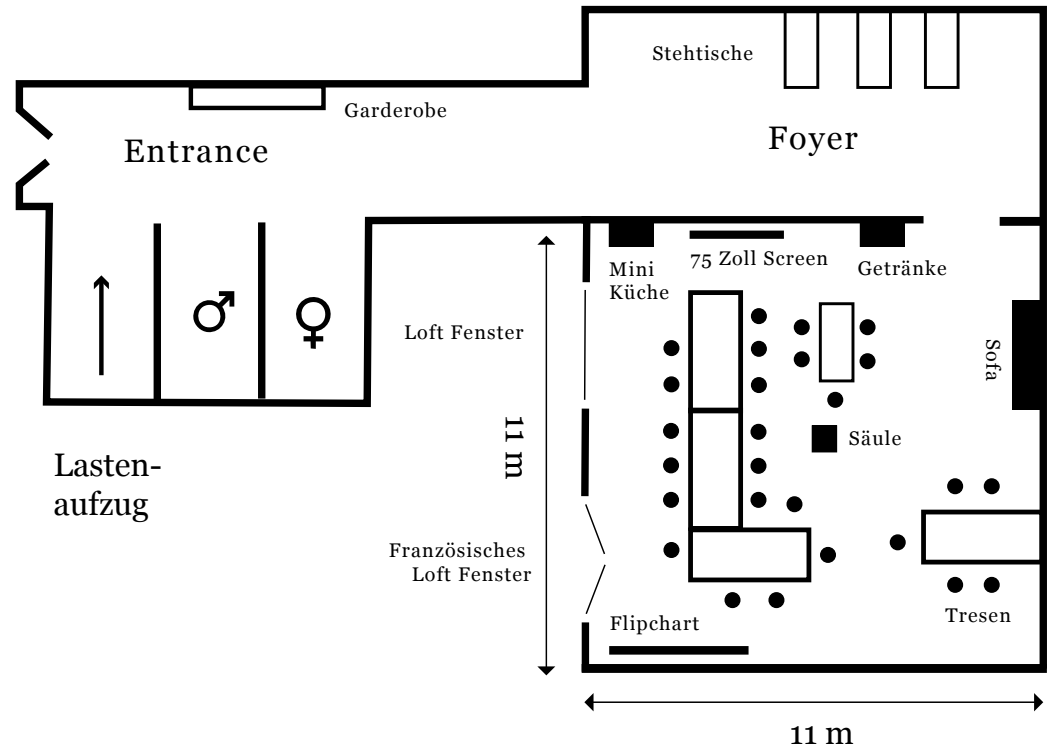 Stehtische
Garderobe
Entrance
Foyer
Mini
Küche
75 Zoll Screen
Getränke
Loft Fenster
Sofa
11 m
Säule
Lasten-
aufzug
Französisches
Loft Fenster
Flipchart
Tresen
11 m